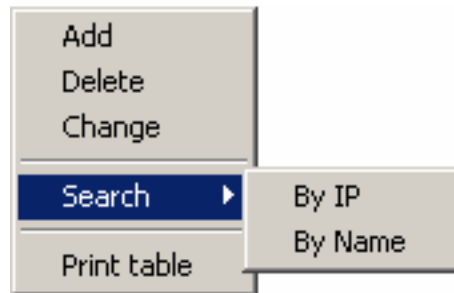 Add
Delete
Change
Search
By IP
By Name
Print table